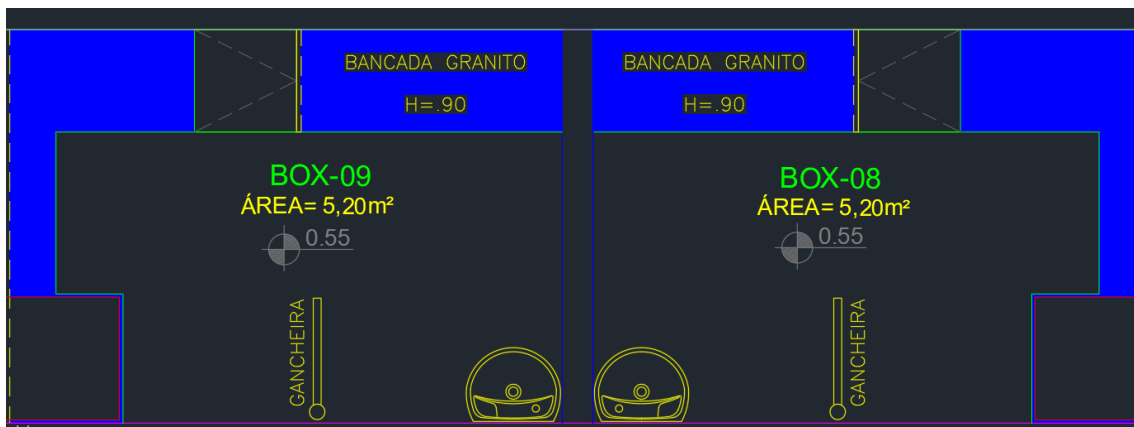 BANCADA GRANITO
H=.90
BANCADA GRANITO
H=.90
BOX-09
ÁREA= 5,20m²
0.55
BOX-08
ÁREA= 5,20m²
0.55
GANCHEIRA
GANCHEIRA